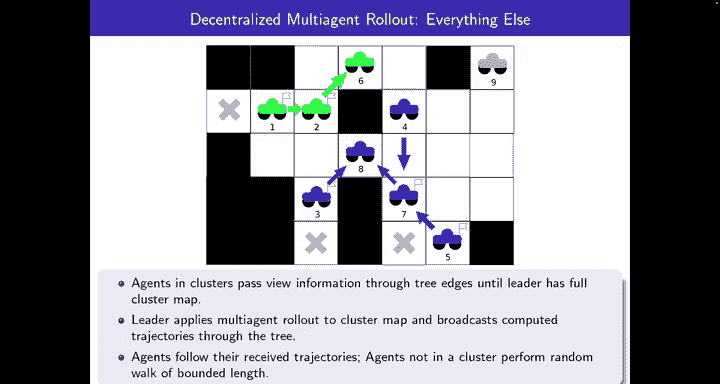 Decentralized Multiagent Rollout: Everything Else
6
9
1
2
4
8
3
7
5
Agents in clusters pass view information through tree edges until leader has full
cluster map.
Leader applies multiagent rollout to cluster map and broadcasts computed
trajectories through the tree.
Agents follow their received trajectories; Agents not in a cluster perform random
walk of bounded length.